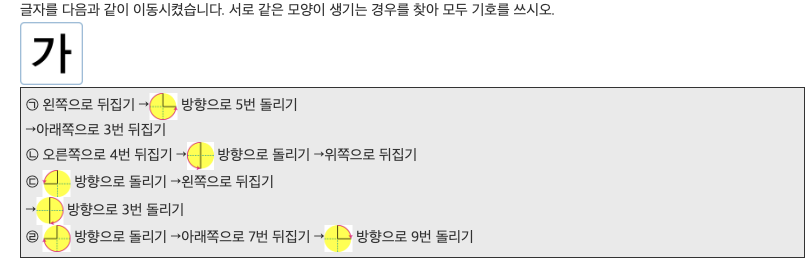 글자를 다음과 같이 이동시켰습니다. 서로 같은 모양이 생기는 경우를 찾아 모두 기호를 쓰시오.
가
㉠ 왼쪽으로 뒤집기 → 방향으로 5번 돌리기
→아래쪽으로 3번 뒤집기
㉡ 오른쪽으로 4번 뒤집기 → 방향으로 돌리기 →위쪽으로 뒤집기
㉢ 방향으로 돌리기 →왼쪽으로 뒤집기
→ 방향으로 3번 돌리기
㉣ 방향으로 돌리기 →아래쪽으로 7번 뒤집기 → 방향으로 9번 돌리기